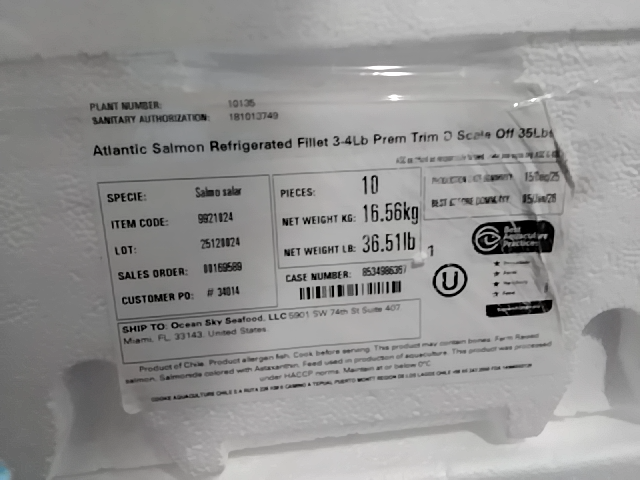 PLANT NUMBER: 10135
SANITARY AUTHORIZATION: 181013749
Atlantic Salmon Refrigerated Fillet 3-4Lb Prem Trim D Scale Off 35Lbs
SPECIE: Salmo salar
ITEM CODE: 9921024
LOT: 25120024
SALES ORDER: 00169589
CUSTOMER PO: # 34014
PIECES: 10
NET WEIGHT KG: 16.56kg
NET WEIGHT LB: 36.51lb
CASE NUMBER:
Best
Aquaculture
Practices
U
SHIP TO: Ocean Sky Seafood, LLC 5901 SW 74th St Suite 407
Miami, FL, 33143, United States
Product of Chile. Product allergen fish. Cook before serving. This product may contain bones. Farm Raised
salmon. Salmonids colored with Astaxanthin. Feed used in production of aquaculture. This product was processed
under HACCP norms. Maintain at or below 0°C